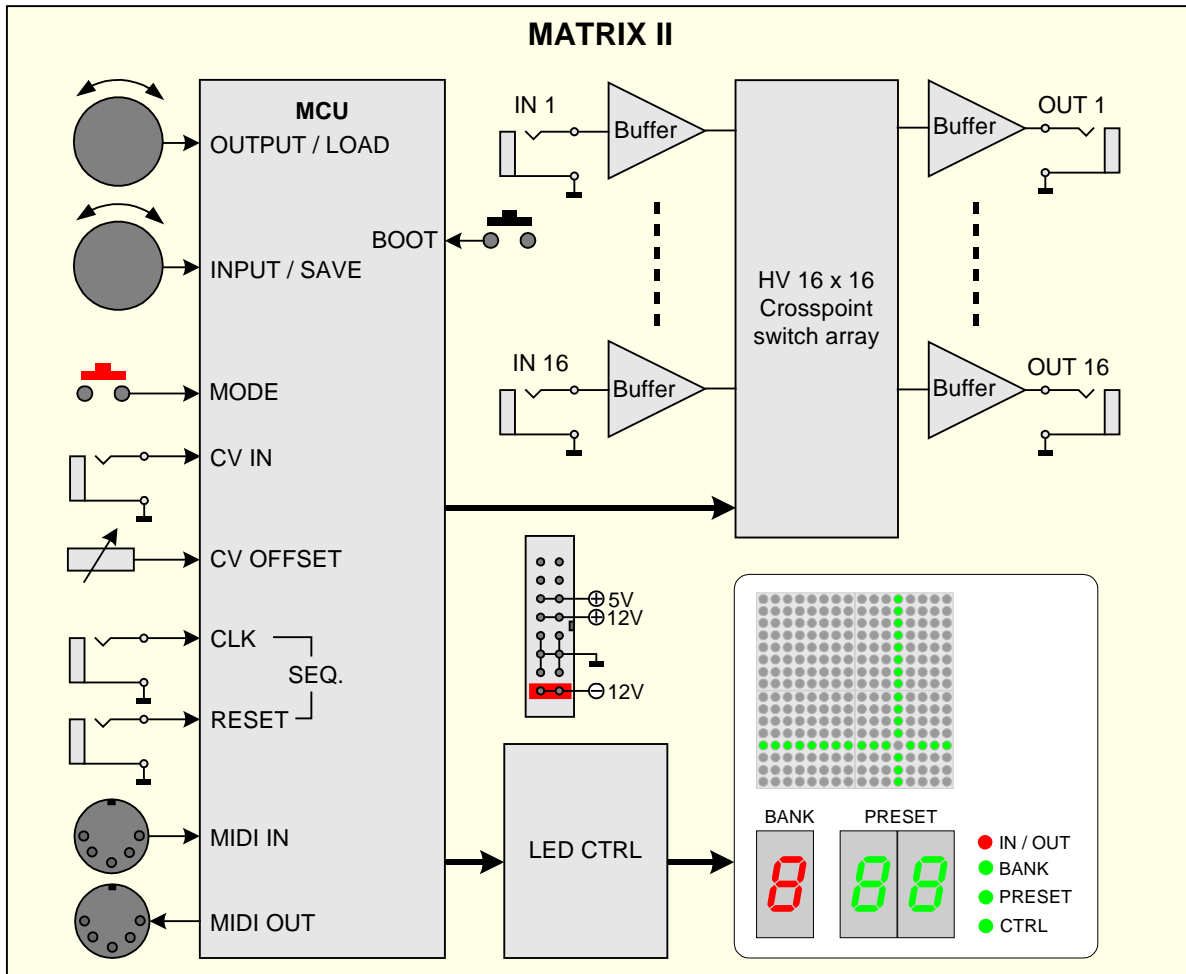 MATRIX II
MCU
OUTPUT / LOAD
INPUT / SAVE
BOOT
MODE
CV IN
CV OFFSET
CLK
SEQ.
RESET
MIDI IN
MIDI OUT
IN 1
Buffer
IN 16
Buffer
HV 16 x 16
Crosspoint
switch array
Buffer
OUT 1
Buffer
OUT 16
5V
12V
12V
LED CTRL
BANK
PRESET
8
88
IN / OUT
BANK
PRESET
CTRL